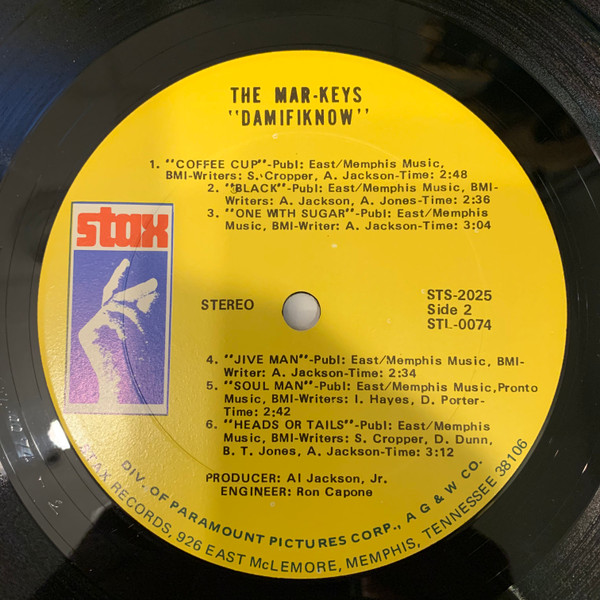 THE MAR-KEYS
"DAMIFIKNOW"
1. "COFFEE CUP"-Publ: East/Memphis Music,
BMI-Writers: S. Cropper, A. Jackson-Time: 2:48
2. "BLACK"-Publ: East/Memphis Music, BMI-
Writers: A. Jackson, A. Jones-Time: 2:36
3. "ONE WITH SUGAR"-Publ: East/Memphis
Music, BMI-Writer: A. Jackson-Time: 3:04
stax
STEREO
STS-2025
Side 2
STL-0074
4. "JIVE MAN"-Publ: East/Memphis Music, BMI-
Writer: A. Jackson-Time: 2:34
5. "SOUL MAN"-Publ: East/Memphis Music,Pronto
Music, BMI-Writers: I. Hayes, D. Porter-
Time: 2:42
6. "HEADS OR TAILS"-Publ: East/Memphis
Music, BMI-Writers: S. Cropper, D. Dunn,
B. T. Jones, A. Jackson-Time: 3:12
PRODUCER: Al Jackson, Jr.
ENGINEER: Ron Capone
DIV. OF PARAMOUNT PICTURES CORP., A G & W CO.
STAX RECORDS, 926 EAST McLEMORE, MEMPHIS, TENNESSEE 38106